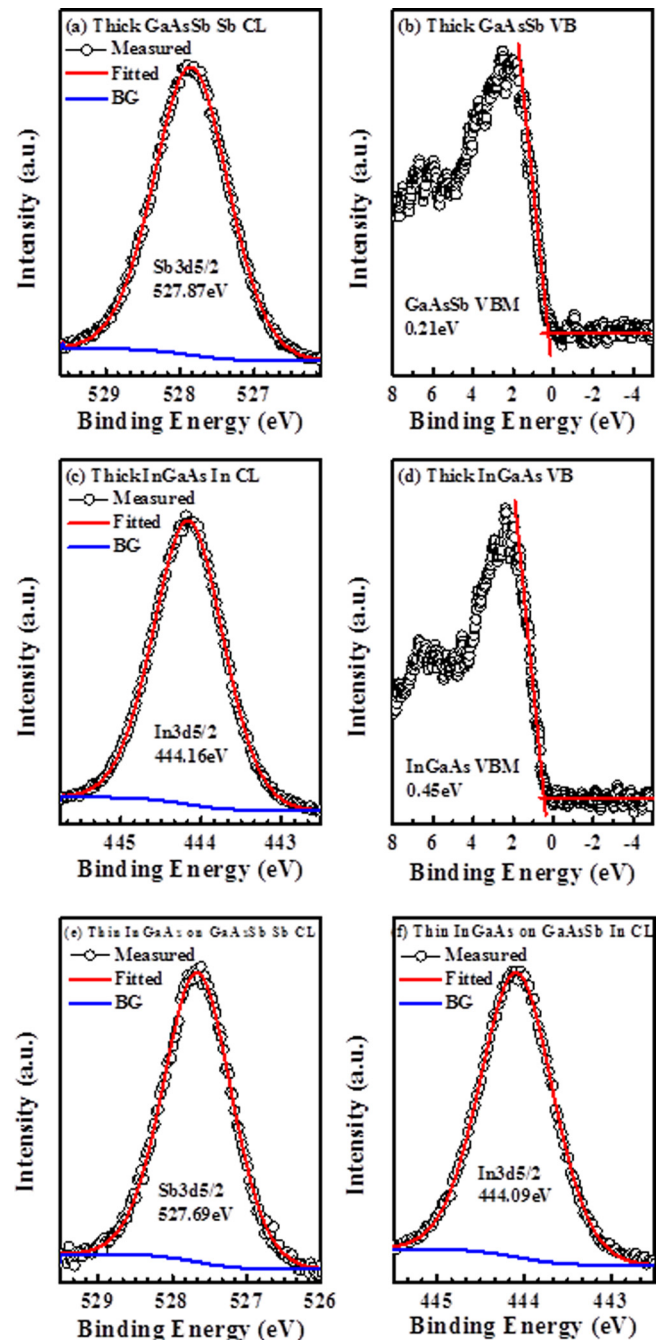 (a) Thick GaAsSb Sb CL
Measured
Fitted
BG
Sb3d5/2
527.87eV
Intensity (a.u.)
529 528 527
Binding Energy (eV)
(b) Thick GaAsSb VB
GaAsSb VBM
0.21eV
Intensity (a.u.)
8 6 4 2 0 -2 -4
Binding Energy (eV)
(c) Thick InGaAs In CL
Measured
Fitted
BG
In3d5/2
444.16eV
Intensity (a.u.)
445 444 443
Binding Energy (eV)
(d) Thick InGaAs VB
InGaAs VBM
0.45eV
Intensity (a.u.)
8 6 4 2 0 -2 -4
Binding Energy (eV)
(e) Thin InGaAs on GaAsSb Sb CL
Measured
Fitted
BG
Sb3d5/2
527.69eV
Intensity (a.u.)
529 528 527 526
Binding Energy (eV)
(f) Thin InGaAs on GaAsSb In CL
Measured
Fitted
BG
In3d5/2
444.09eV
Intensity (a.u.)
445 444 443
Binding Energy (eV)